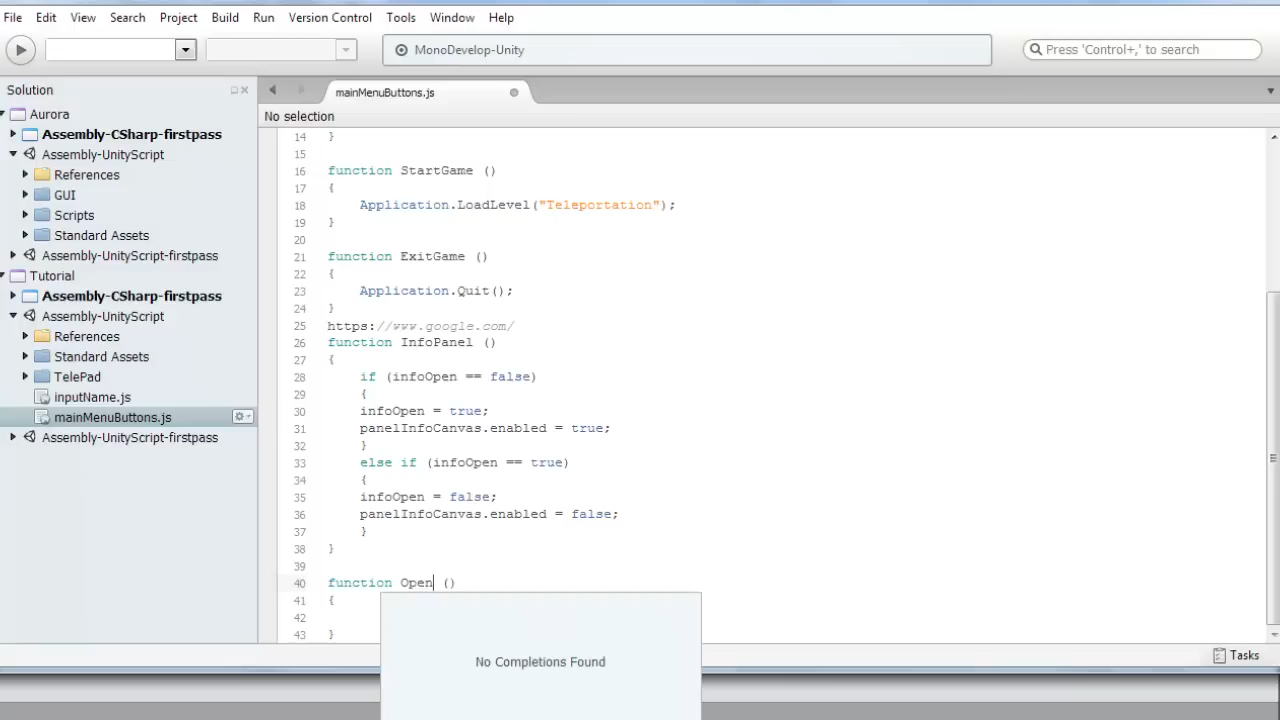 File Edit View Search Project Build Run Version Control Tools Window Help
MonoDevelop-Unity
Press 'Control+,' to search
Solution
Aurora
Assembly-CSharp-firstpass
Assembly-UnityScript
References
GUI
Scripts
Standard Assets
Assembly-UnityScript-firstpass
Tutorial
Assembly-CSharp-firstpass
Assembly-UnityScript
References
Standard Assets
TelePad
inputName.js
mainMenuButtons.js
Assembly-UnityScript-firstpass
mainMenuButtons.js
No selection
14 }
15
16 function StartGame ()
17 {
18 Application.LoadLevel("Teleportation");
19 }
20
21 function ExitGame ()
22 {
23 Application.Quit();
24 }
25 https://www.google.com/
26 function InfoPanel ()
27 {
28 if (infoOpen == false)
29 {
30 infoOpen = true;
31 panelInfoCanvas.enabled = true;
32 }
33 else if (infoOpen == true)
34 {
35 infoOpen = false;
36 panelInfoCanvas.enabled = false;
37 }
38 }
39
40 function Open ()
41 {
42
43 }
No Completions Found
Tasks